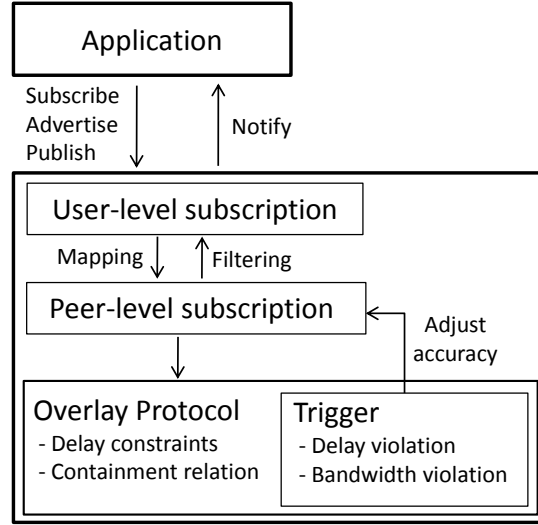 Application
Subscribe
Advertise
Publish
Notify
User-level subscription
Mapping
Filtering
Peer-level subscription
Adjust
accuracy
Overlay Protocol
- Delay constraints
- Containment relation
Trigger
- Delay violation
- Bandwidth violation